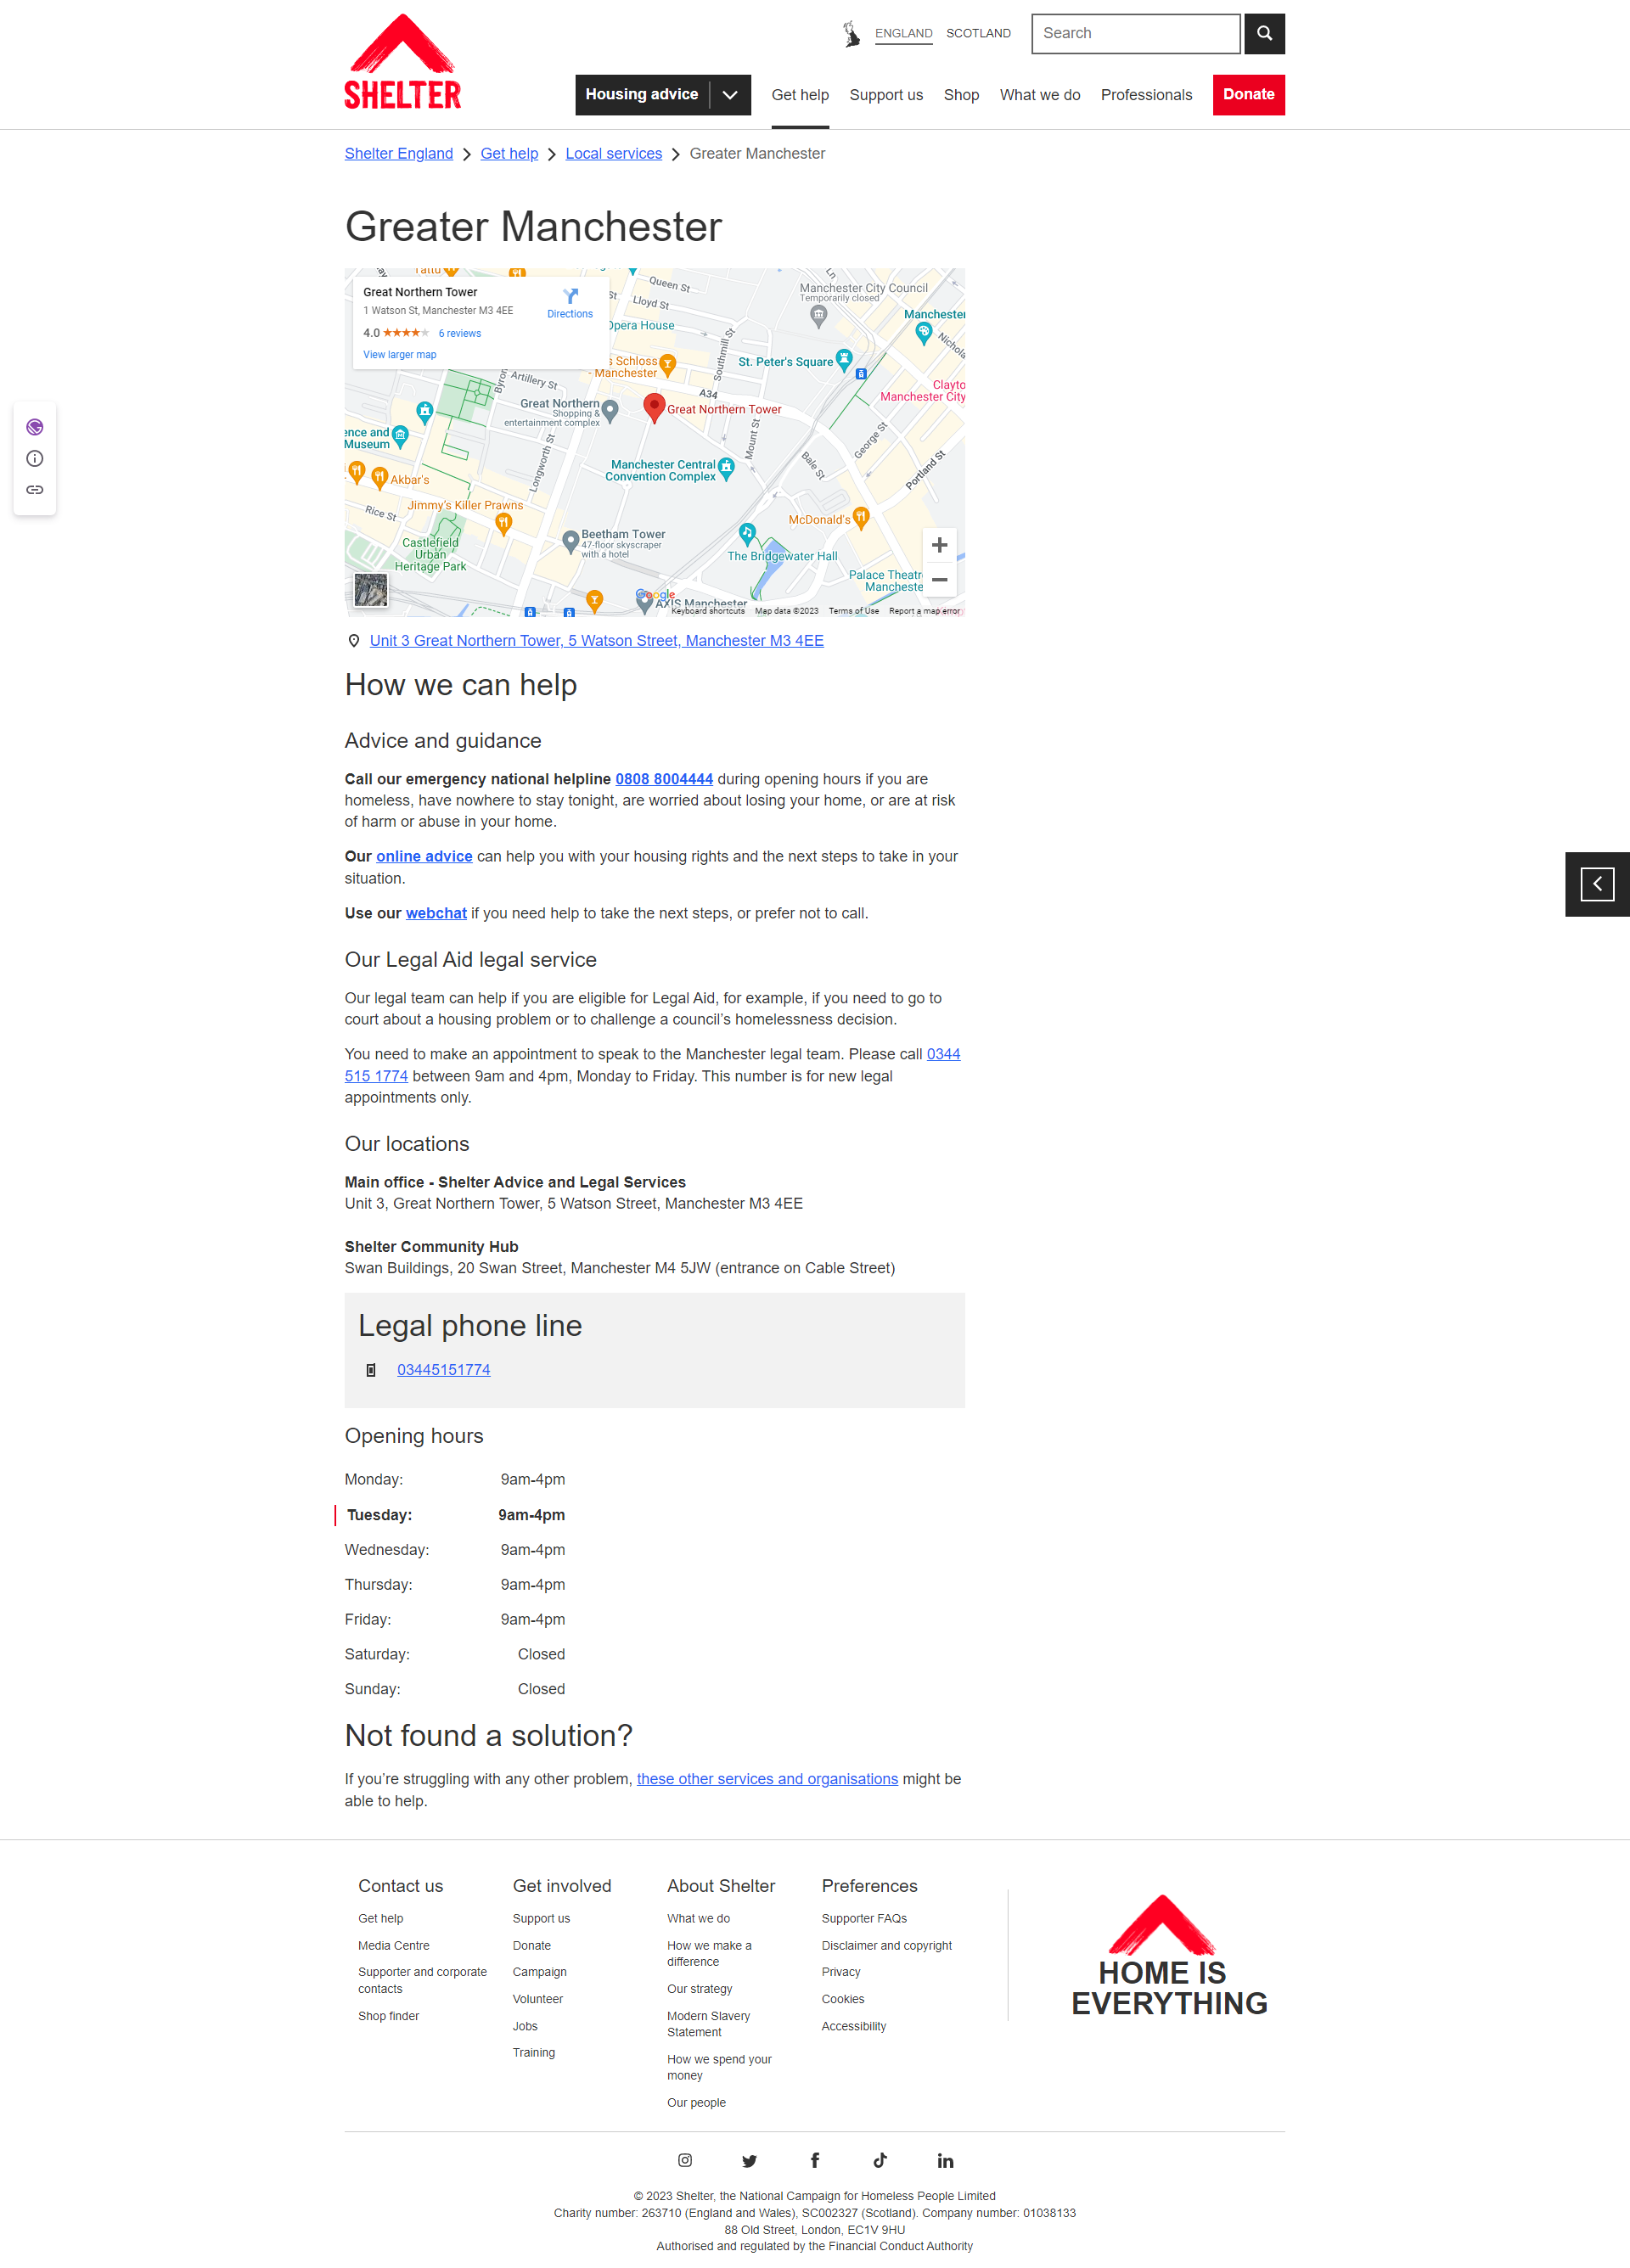 SHELTER
ENGLAND SCOTLAND Search
Housing advice Get help Support us Shop What we do Professionals Donate
Shelter England Get help Local services Greater Manchester
Greater Manchester
Great Northern Tower
1 Watson St, Manchester M3 4EE
4.0 6 reviews
View larger map
Directions
Queen St
Lloyd St
Opera House
Manchester City Council
Temporarily closed
Manchester
St. Peter's Square
Southmill St
Schloss
- Manchester
Artillery St
A34
Clayto
Manchester City
Great Northern
Shopping &
entertainment complex
Great Northern Tower
ence and
Museum
Longworth St
Mount St
George St
Portland St
Bale St
Manchester Central
Convention Complex
Akbar's
Rice St
Jimmy's Killer Prawns
McDonald's
Castlefield
Urban
Heritage Park
Beetham Tower
47-floor skyscraper
with a hotel
The Bridgewater Hall
Palace Theatr
Mancheste
Google
AXIS Manchester
Keyboard shortcuts Map data ©2023 Terms of Use Report a map error
Unit 3 Great Northern Tower, 5 Watson Street, Manchester M3 4EE
How we can help
Advice and guidance
Call our emergency national helpline 0808 8004444 during opening hours if you are
homeless, have nowhere to stay tonight, are worried about losing your home, or are at risk
of harm or abuse in your home.
Our online advice can help you with your housing rights and the next steps to take in your
situation.
Use our webchat if you need help to take the next steps, or prefer not to call.
Our Legal Aid legal service
Our legal team can help if you are eligible for Legal Aid, for example, if you need to go to
court about a housing problem or to challenge a council’s homelessness decision.
You need to make an appointment to speak to the Manchester legal team. Please call 0344
515 1774 between 9am and 4pm, Monday to Friday. This number is for new legal
appointments only.
Our locations
Main office - Shelter Advice and Legal Services
Unit 3, Great Northern Tower, 5 Watson Street, Manchester M3 4EE
Shelter Community Hub
Swan Buildings, 20 Swan Street, Manchester M4 5JW (entrance on Cable Street)
Legal phone line
03445151774
Opening hours
Monday: 9am-4pm
Tuesday: 9am-4pm
Wednesday: 9am-4pm
Thursday: 9am-4pm
Friday: 9am-4pm
Saturday: Closed
Sunday: Closed
Not found a solution?
If you’re struggling with any other problem, these other services and organisations might be
able to help.
Contact us
Get help
Media Centre
Supporter and corporate
contacts
Shop finder
Get involved
Support us
Donate
Campaign
Volunteer
Jobs
Training
About Shelter
What we do
How we make a
difference
Our strategy
Modern Slavery
Statement
How we spend your
money
Our people
Preferences
Supporter FAQs
Disclaimer and copyright
Privacy
Cookies
Accessibility
HOME IS
EVERYTHING
© 2023 Shelter, the National Campaign for Homeless People Limited
Charity number: 263710 (England and Wales), SC002327 (Scotland). Company number: 01038133
88 Old Street, London, EC1V 9HU
Authorised and regulated by the Financial Conduct Authority